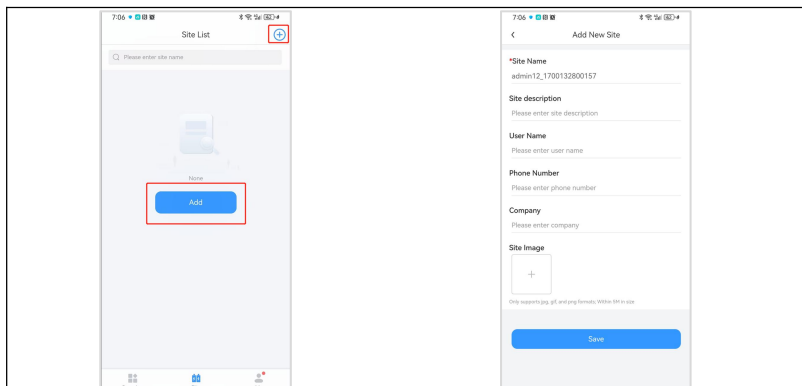 7:06
Site List
Please enter site name
None
Add
7:06
Add New Site
*Site Name
admin12_1700132800157
Site description
Please enter site description
User Name
Please enter user name
Phone Number
Please enter phone number
Company
Please enter company
Site Image
Only supports jpg, gif, and png formats; Within
in size
Save